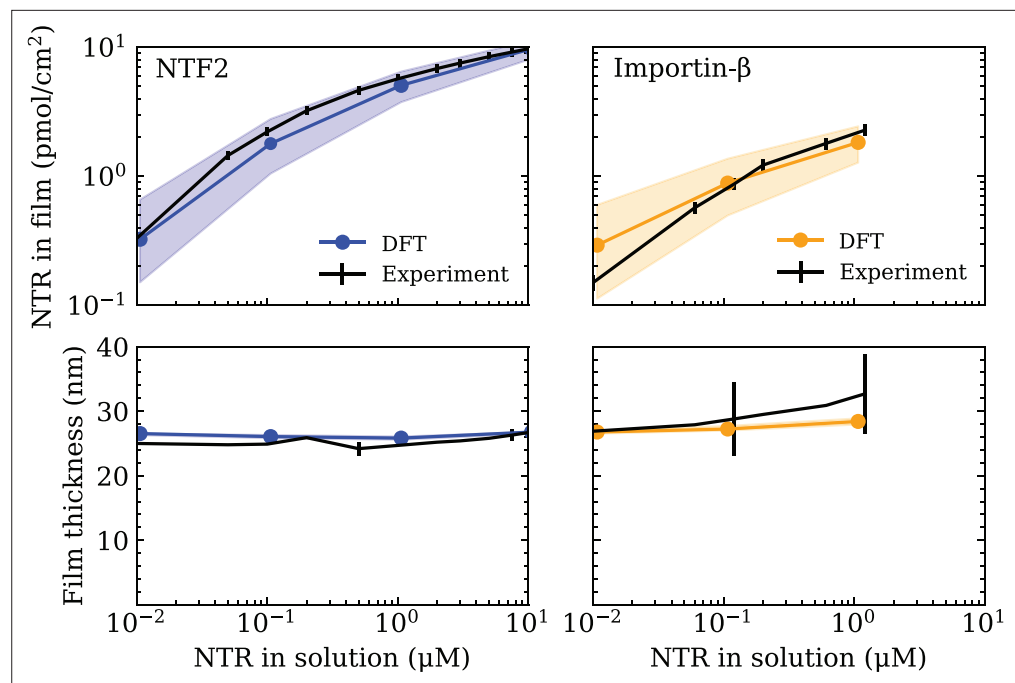 NTR in film (pmol/cm²)
10¹
10⁰
10⁻¹
NTF2
DFT
Experiment
Importin-β
DFT
Experiment
Film thickness (nm)
40
30
20
10
10⁻²
10⁻¹
10⁰
10¹
NTR in solution (μM)
10⁻²
10⁻¹
10⁰
10¹
NTR in solution (μM)